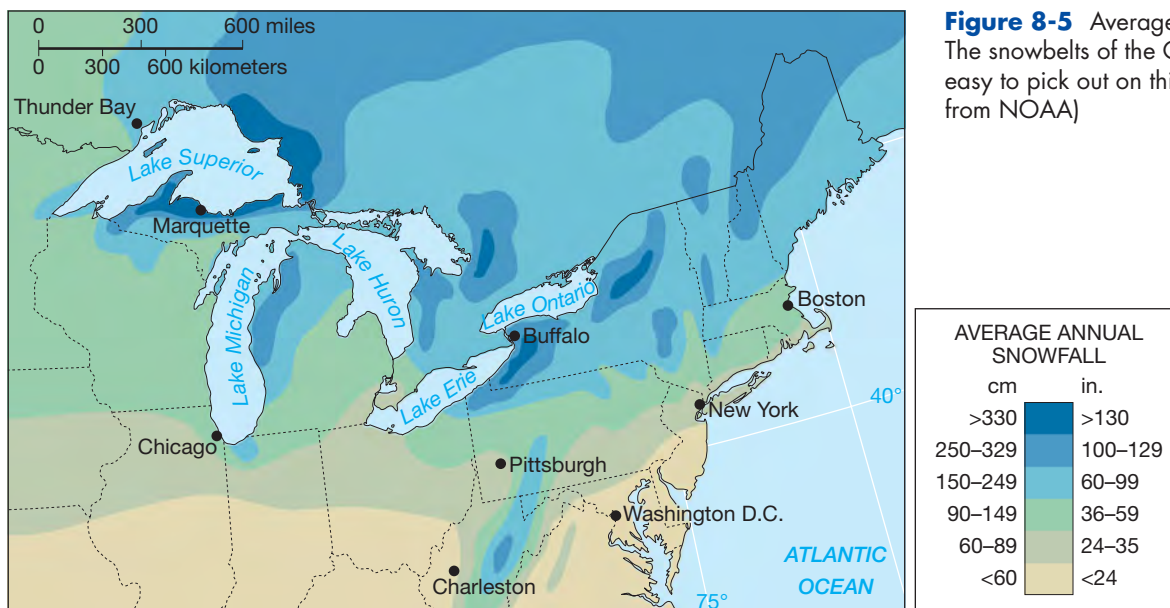 0 300 600 miles
0 300 600 kilometers
Thunder Bay
Lake Superior
Marquette
Lake Michigan
Lake Huron
Lake Ontario
Buffalo
Lake Erie
Boston
New York
40°
Chicago
Pittsburgh
Washington D.C.
Charleston
ATLANTIC
OCEAN
75°
Figure 8-5 Average
The snowbelts of the
easy to pick out on
from NOAA)
AVERAGE ANNUAL
SNOWFALL
cm in.
>330 >130
250–329 100–129
150–249 60–99
90–149 36–59
60–89 24–35
<60 <24